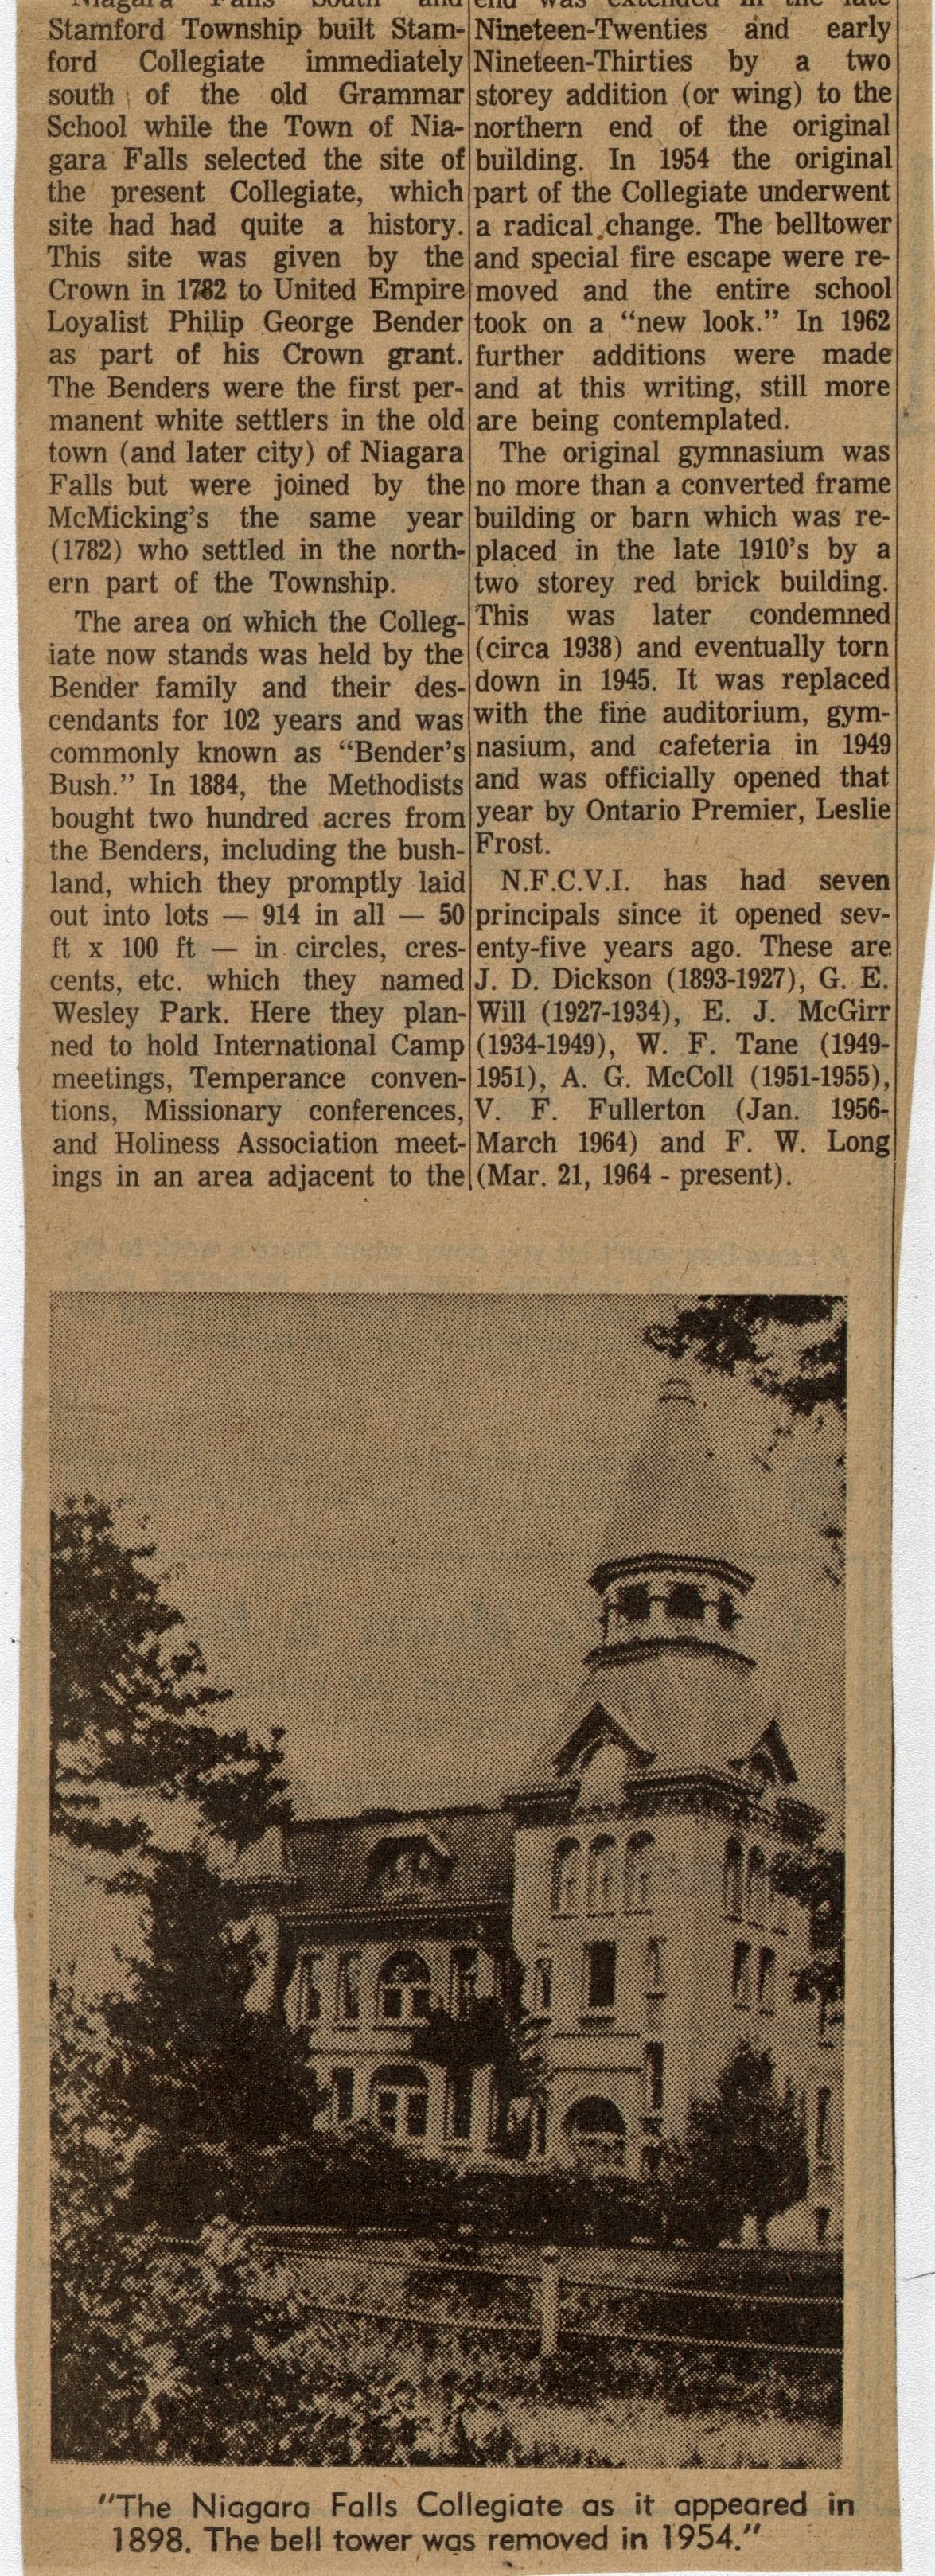 Niagara Falls South and
Stamford Township built Stam-
ford Collegiate immediately
south of the old Grammar
School while the Town of Nia-
gara Falls selected the site of
the present Collegiate, which
site had had quite a history.
This site was given by the
Crown in 1782 to United Empire
Loyalist Philip George Bender
as part of his Crown grant.
The Benders were the first per-
manent white settlers in the old
town (and later city) of Niagara
Falls but were joined by the
McMicking's the same year
(1782) who settled in the north-
ern part of the Township.
The area on which the Colleg-
iate now stands was held by the
Bender family and their des-
cendants for 102 years and was
commonly known as “Bender's
Bush.” In 1884, the Methodists
bought two hundred acres from
the Benders, including the bush-
land, which they promptly laid
out into lots — 914 in all — 50
ft x 100 ft — in circles, cres-
cents, etc. which they named
Wesley Park. Here they plan-
ned to hold International Camp
meetings, Temperance conven-
tions, Missionary conferences,
and Holiness Association meet-
ings in an area adjacent to the
end was extended in the late
Nineteen-Twenties and early
Nineteen-Thirties by a two
storey addition (or wing) to the
northern end of the original
building. In 1954 the original
part of the Collegiate underwent
a radical change. The belltower
and special fire escape were re-
moved and the entire school
took on a “new look.” In 1962
further additions were made
and at this writing, still more
are being contemplated.
The original gymnasium was
no more than a converted frame
building or barn which was re-
placed in the late 1910's by a
two storey red brick building.
This was later condemned
(circa 1938) and eventually torn
down in 1945. It was replaced
with the fine auditorium, gym-
nasium, and cafeteria in 1949
and was officially opened that
year by Ontario Premier, Leslie
Frost.
N.F.C.V.I. has had seven
principals since it opened sev-
enty-five years ago. These are
J. D. Dickson (1893-1927), G. E.
Will (1927-1934), E. J. McGirr
(1934-1949), W. F. Tane (1949-
1951), A. G. McColl (1951-1955),
V. F. Fullerton (Jan. 1956-
March 1964) and F. W. Long
(Mar. 21, 1964 - present).
"The Niagara Falls Collegiate as it appeared in
1898. The bell tower was removed in 1954."